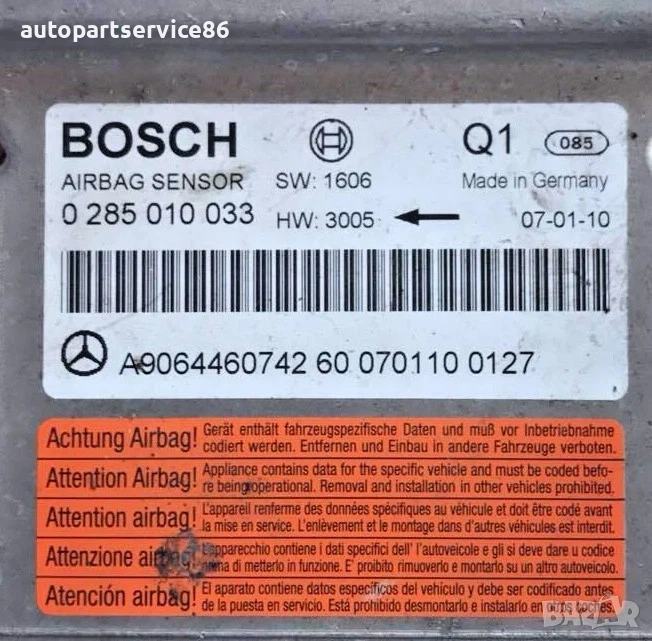 autopartservice86
BOSCH Q1 085
AIRBAG SENSOR SW: 1606 Made in Germany
0 285 010 033 HW: 3005 07-01-10
A9064460742 60 070110 0127
Achtung Airbag! Gerät enthält fahrzeugspezifische Daten und muß vor Inbetriebnahme
codiert werden. Entfernen und Einbau in andere Fahrzeuge verboten.
Attention Airbag! Appliance contains data for the specific vehicle and must be coded befo-
re being operational. Removal and installation in other vehicles prohibited.
Attention airbag! L'appareil renferme des données spécifiques au véhicule et doit être codé avant
la mise en service. L'enlèvement et le montage dans d'autres véhicules est interdit.
Attenzione airbag! L'apparecchio contiene i dati specifici dell' l'autoveicole e gli si deve dare u codice
prima di metterlo in funzione. E' proibito rimuoverlo e montarlo su un altro autoveicolo.
Atención airbag! El aparato contiene datos específicos del vehículo y debe ser codificado antes
de la puesta en servicio. Está prohibido desmontarlo e instalarlo en otros coches.
BAZAR